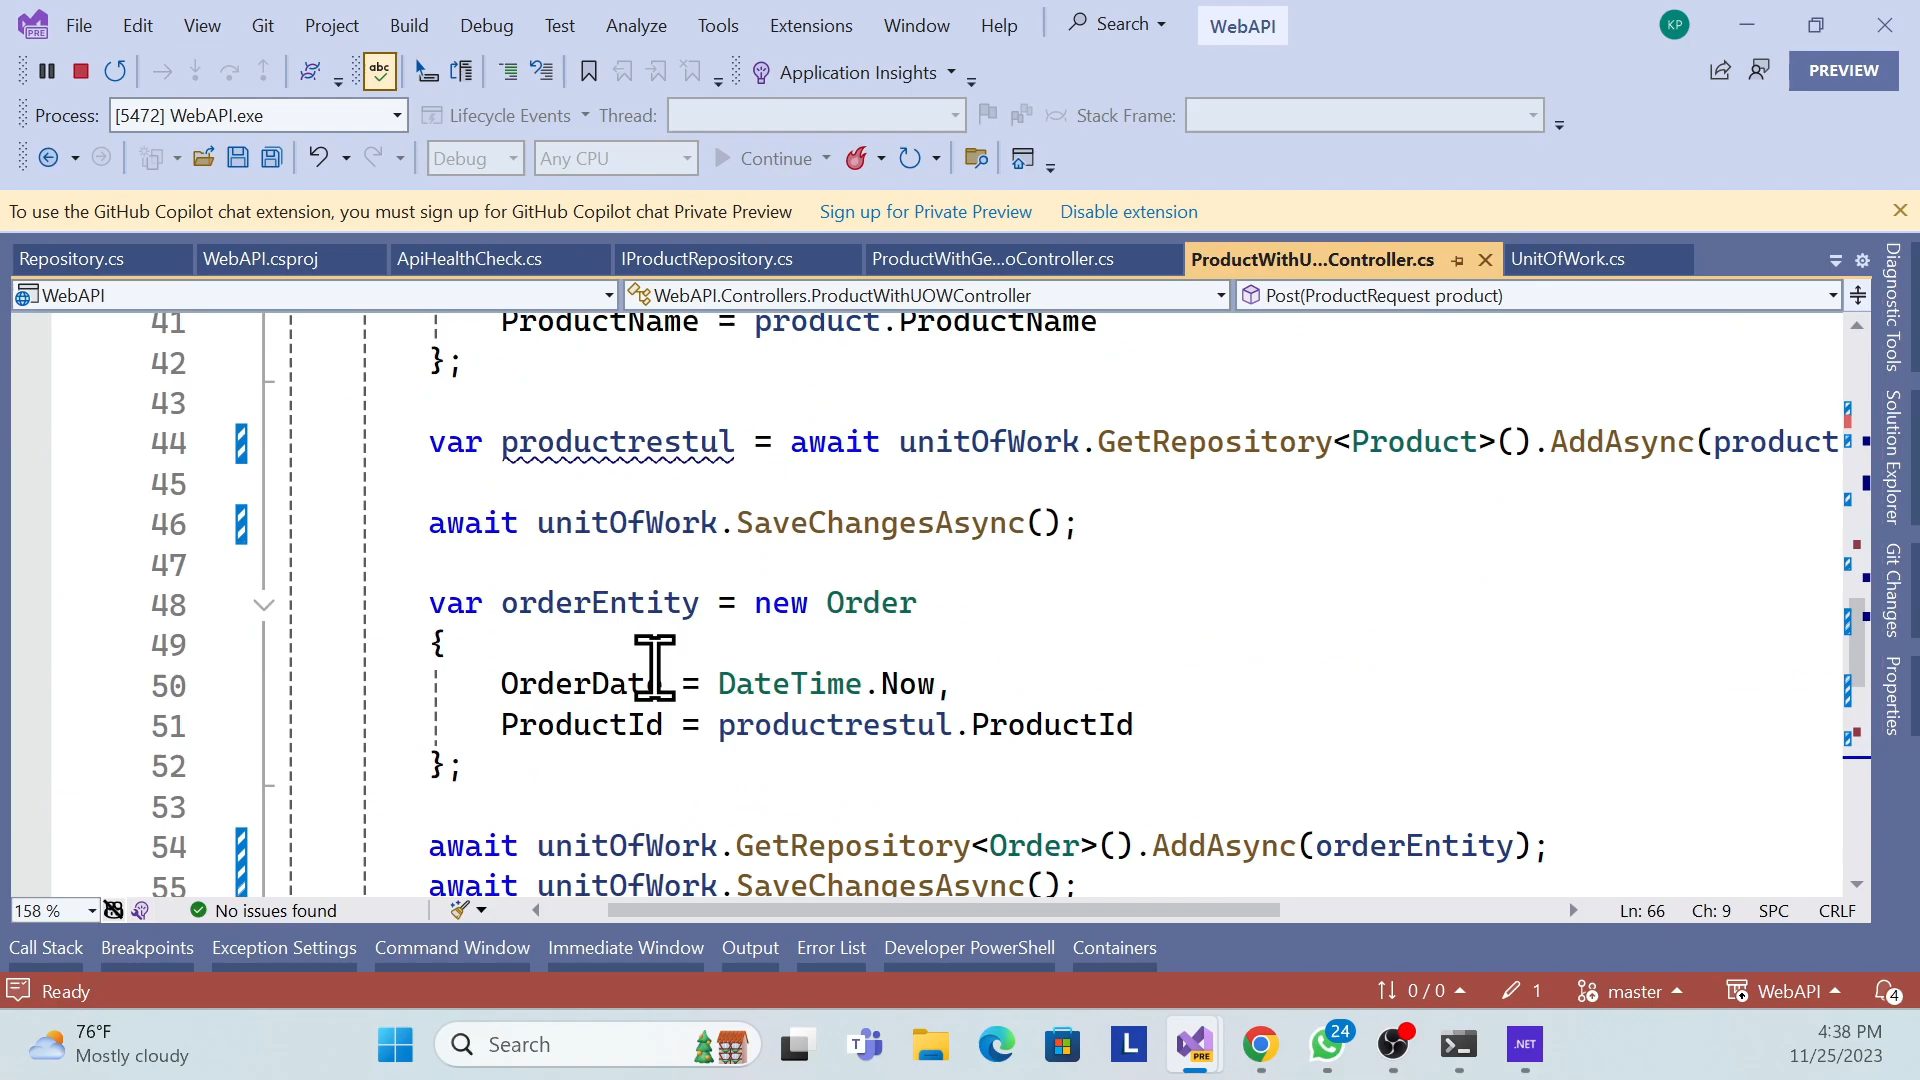 File Edit View Git Project Build Debug Test Analyze Tools Extensions Window Help Search WebAPI KP
abc Application Insights PREVIEW
Process: [5472] WebAPI.exe Lifecycle Events Thread: Stack Frame:
Debug Any CPU Continue
To use the GitHub Copilot chat extension, you must sign up for GitHub Copilot chat Private Preview Sign up for Private Preview Disable extension
Repository.cs WebAPI.csproj ApiHealthCheck.cs IProductRepository.cs ProductWithGe...oController.cs ProductWithU...Controller.cs UnitOfWork.cs
WebAPI WebAPI.Controllers.ProductWithUOWController Post(ProductRequest product)
41 ProductName = product.ProductName
42 };
43
44 var productrestul = await unitOfWork.GetRepository<Product>().AddAsync(product
45
46 await unitOfWork.SaveChangesAsync();
47
48 var orderEntity = new Order
49 {
50 OrderDate = DateTime.Now,
51 ProductId = productrestul.ProductId
52 };
53
54 await unitOfWork.GetRepository<Order>().AddAsync(orderEntity);
55 await unitOfWork.SaveChangesAsync();
158 % No issues found Ln: 66 Ch: 9 SPC CRLF
Diagnostic Tools
Solution Explorer
Git Changes
Properties
Call Stack Breakpoints Exception Settings Command Window Immediate Window Output Error List Developer PowerShell Containers
Ready 0 / 0 1 master WebAPI 4
76°F
Mostly cloudy
Search T L PRE 24 .NET
4:38 PM
11/25/2023